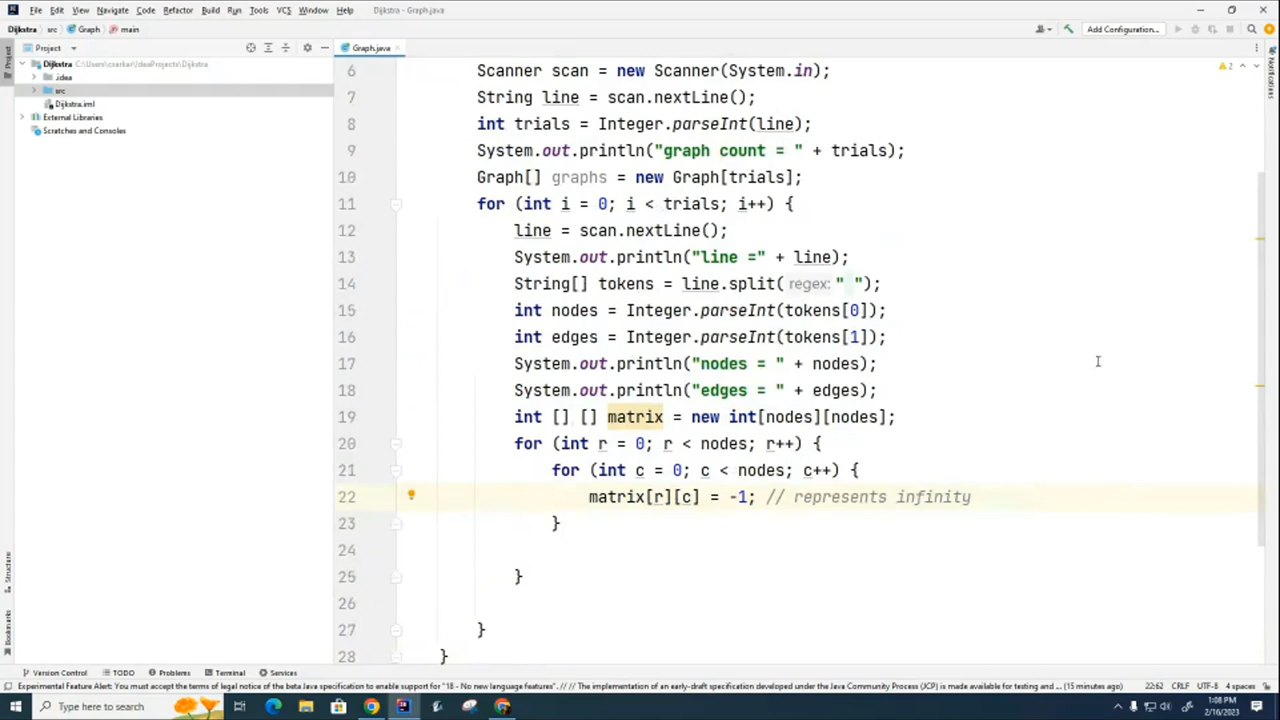 File Edit View Navigate Code Refactor Build Run Tools VCS Window Help Dijkstra - Graph.java
Dijkstra src Graph main Add Configuration...
Project Graph.java
Dijkstra C:\Users\csarkar\IdeaProjects\Dijkstra
.idea
src
Dijkstra.iml
External Libraries
Scratches and Consoles
Project
Structure
Bookmarks
Notifications
2
6 Scanner scan = new Scanner(System.in);
7 String line = scan.nextLine();
8 int trials = Integer.parseInt(line);
9 System.out.println("graph count = " + trials);
10 Graph[] graphs = new Graph[trials];
11 for (int i = 0; i < trials; i++) {
12 line = scan.nextLine();
13 System.out.println("line =" + line);
14 String[] tokens = line.split( regex: " ");
15 int nodes = Integer.parseInt(tokens[0]);
16 int edges = Integer.parseInt(tokens[1]);
17 System.out.println("nodes = " + nodes);
18 System.out.println("edges = " + edges);
19 int [] [] matrix = new int[nodes][nodes];
20 for (int r = 0; r < nodes; r++) {
21 for (int c = 0; c < nodes; c++) {
22 matrix[r][c] = -1; // represents infinity
23 }
24
25 }
26
27 }
28 }
Version Control TODO Problems Terminal Services
Experimental Feature Alert: You must accept the terms of legal notice of the beta Java specification to enable support for "18 - No new language features". // // The implementation of an early-draft specification developed under the Java Community Process (JCP) is made available for testing and ... (15 minutes ago) 22:62 CRLF UTF-8 4 spaces
Type here to search
1:08 PM
2/16/2023